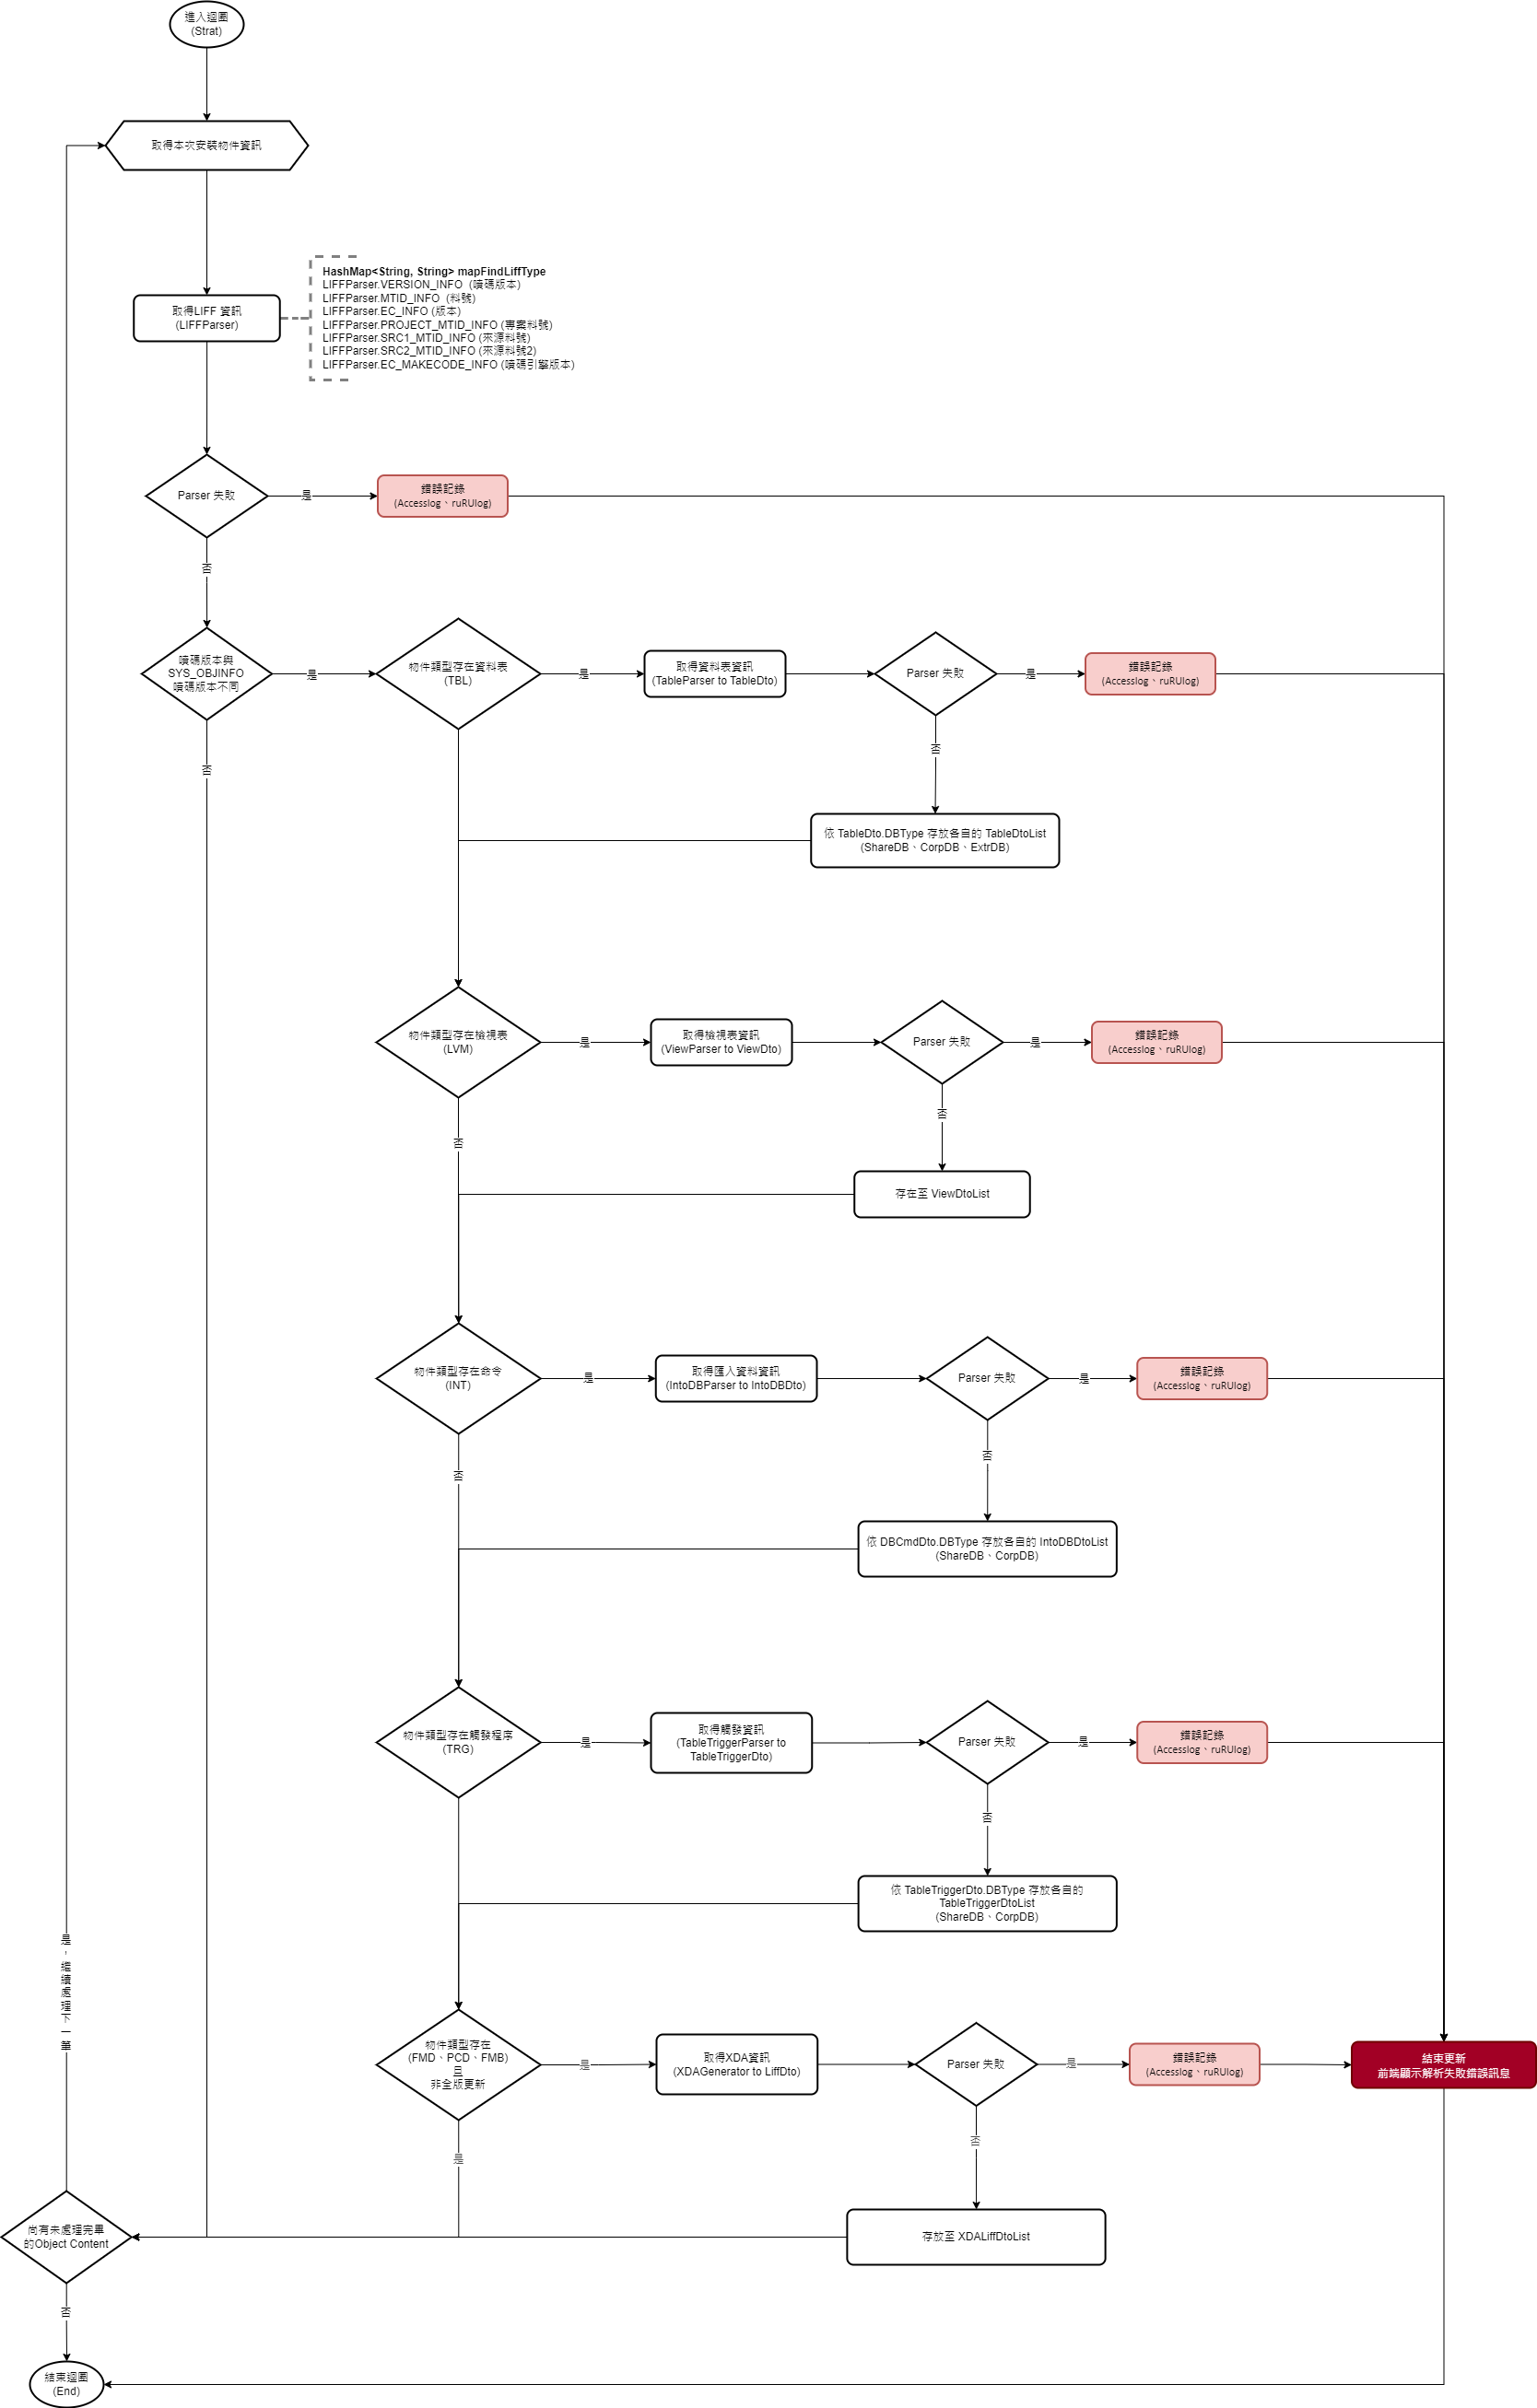 進入迴圈
(Strat)
取得本次安裝物件資訊
取得LIFF 資訊
(LIFFParser)
HashMap<String, String> mapFindLiffType
LIFFParser.VERSION_INFO (噴碼版本)
LIFFParser.MTID_INFO (料號)
LIFFParser.EC_INFO (版本)
LIFFParser.PROJECT_MTID_INFO (專案料號)
LIFFParser.SRC1_MTID_INFO (來源料號)
LIFFParser.SRC2_MTID_INFO (來源料號2)
LIFFParser.EC_MAKECODE_INFO (噴碼引擎版本)
Parser 失敗
是
錯誤記錄
(Accesslog、ruRUlog)
否
噴碼版本與
SYS_OBJINFO
噴碼版本不同
是
物件類型存在資料表
(TBL)
是
取得資料表資訊
(TableParser to TableDto)
Parser 失敗
是
錯誤記錄
(Accesslog、ruRUlog)
否
否
依 TableDto.DBType 存放各自的 TableDtoList
(ShareDB、CorpDB、ExtrDB)
物件類型存在檢視表
(LVM)
是
取得檢視表資訊
(ViewParser to ViewDto)
Parser 失敗
是
錯誤記錄
(Accesslog、ruRUlog)
否
否
存在至 ViewDtoList
物件類型存在命令
(INT)
是
取得匯入資料資訊
(IntoDBParser to IntoDBDto)
Parser 失敗
是
錯誤記錄
(Accesslog、ruRUlog)
否
否
依 DBCmdDto.DBType 存放各自的 IntoDBDtoList
(ShareDB、CorpDB)
物件類型存在觸發程序
(TRG)
是
取得觸發資訊
(TableTriggerParser to
TableTriggerDto)
Parser 失敗
是
錯誤記錄
(Accesslog、ruRUlog)
否
依 TableTriggerDto.DBType 存放各自的
TableTriggerDtoList
(ShareDB、CorpDB)
是，繼續處理下一筆
物件類型存在
(FMD、PCD、FMB)
且
非全版更新
是
取得XDA資訊
(XDAGenerator to LiffDto)
Parser 失敗
是
錯誤記錄
(Accesslog、ruRUlog)
結束更新
前端顯示解析失敗錯誤訊息
否
是
尚有未處理完畢
的Object Content
存放至 XDALiffDtoList
否
結束迴圈
(End)